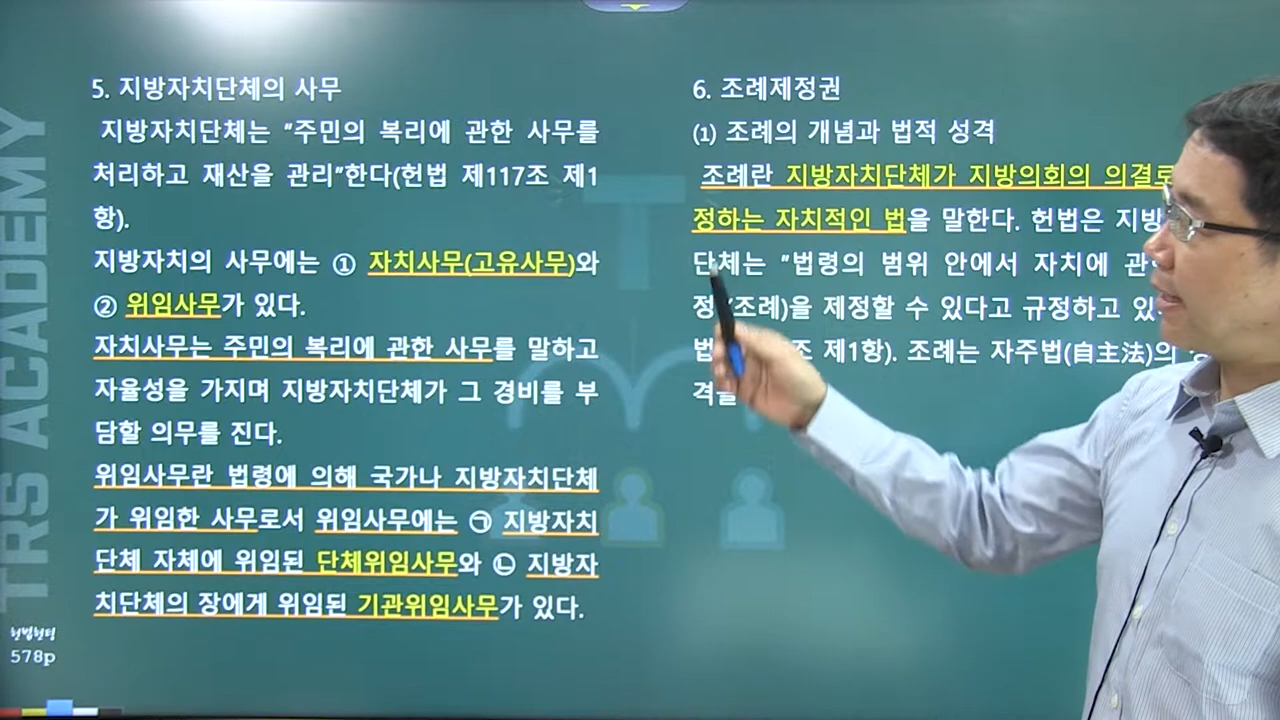 5. 지방자치단체의 사무
지방자치단체는 "주민의 복리에 관한 사무를
처리하고 재산을 관리"한다(헌법 제117조 제1
항).
지방자치의 사무에는 ① 자치사무(고유사무)와
② 위임사무가 있다.
자치사무는 주민의 복리에 관한 사무를 말하고
자율성을 가지며 지방자치단체가 그 경비를 부
담할 의무를 진다.
위임사무란 법령에 의해 국가나 지방자치단체
가 위임한 사무로서 위임사무에는 ㉠ 지방자치
단체 자체에 위임된 단체위임사무와 ㉡ 지방자
치단체의 장에게 위임된 기관위임사무가 있다.
6. 조례제정권
(1) 조례의 개념과 법적 성격
조례란 지방자치단체가 지방의회의 의결로
정하는 자치적인 법을 말한다. 헌법은 지방
단체는 "법령의 범위 안에서 자치에 관
정 (조례)을 제정할 수 있다고 규정하고 있
법 조 제1항). 조례는 자주법(自主法)의
격을
TRS ACADEMY
578p